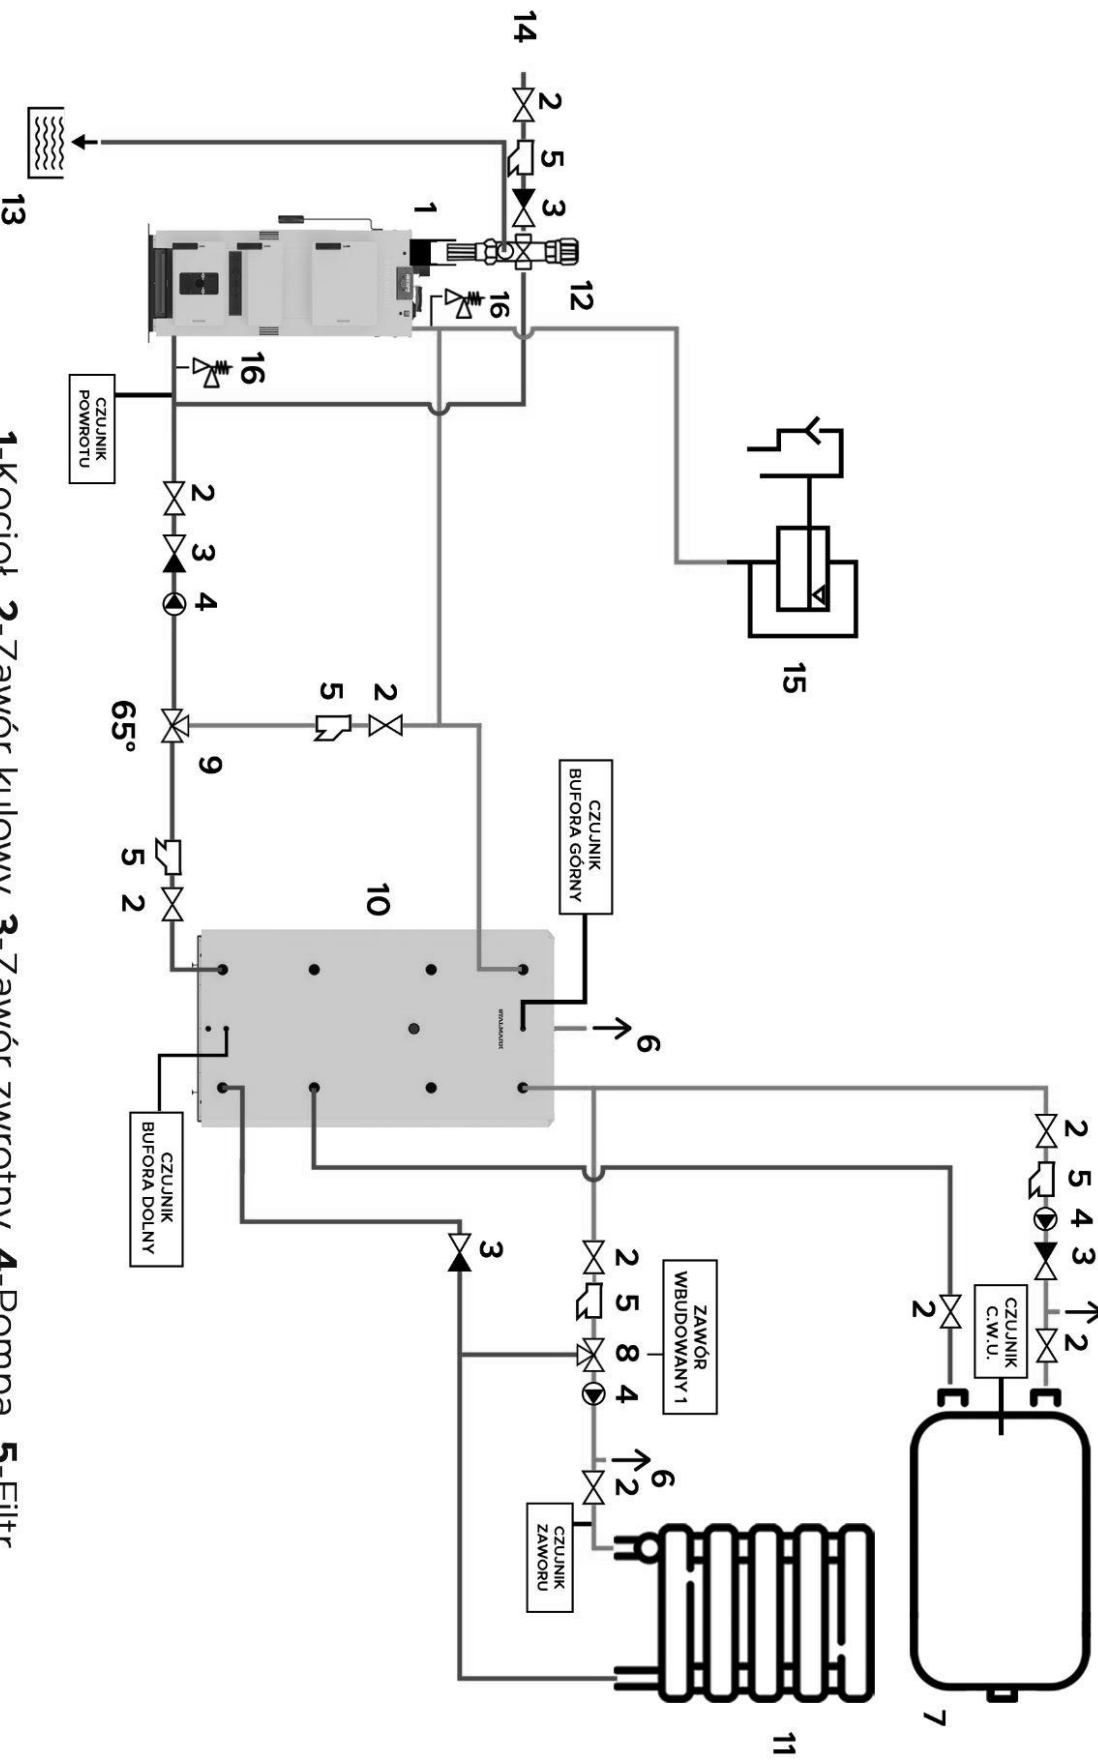 2 5 4 3 2
CZUJNIK
C.W.U.
7
2
15
11
ZAWÓR
WBUDOWANY 1
6
6
2 5 8 4 2
CZUJNIK
BUFORA GÓRNY
12
2 5 3
CZUJNIK
ZAWORU
14
16
STALMARK
3
1
2
10
5
16
9
2 3 4
CZUJNIK
BUFORA DOLNY
5 2
65°
CZUJNIK
POWROTU
13
1-Kocioł 2-Zawór kulowy 3-Zawór zwrotny 4-Pompa 5-Filtr